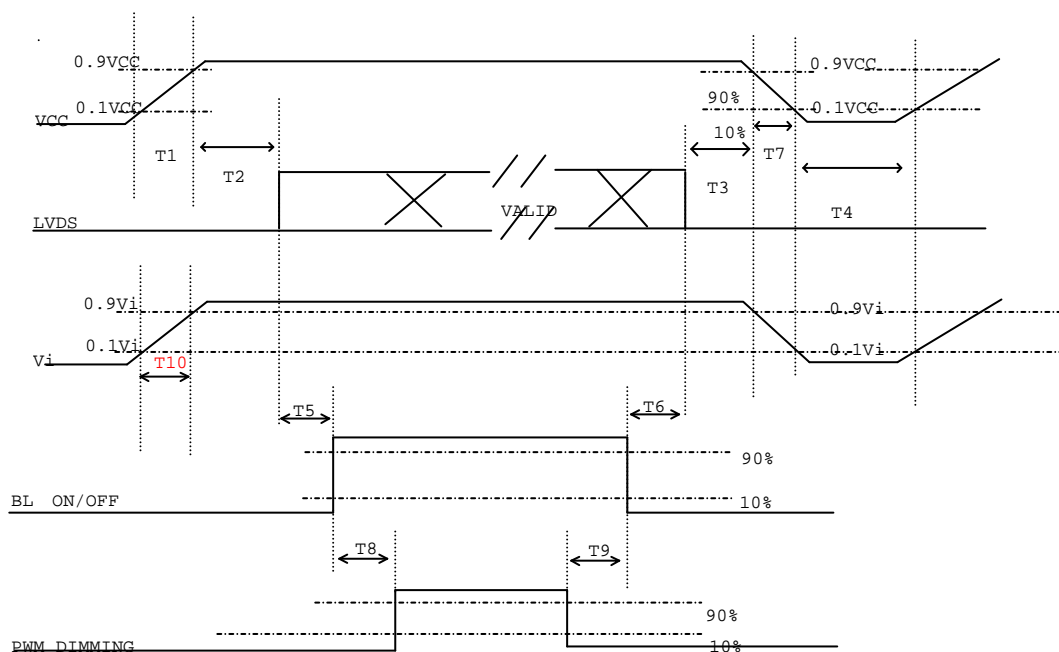 0.9VCC
0.9VCC
90%
0.1VCC
0.1VCC
VCC
10%
T1
T7
T2
T3
VALID
T4
LVDS
0.9Vi
0.9Vi
0.1Vi
0.1Vi
Vi
T10
T5
T6
90%
BL ON/OFF
10%
T8
T9
90%
PWM DIMMING
10%